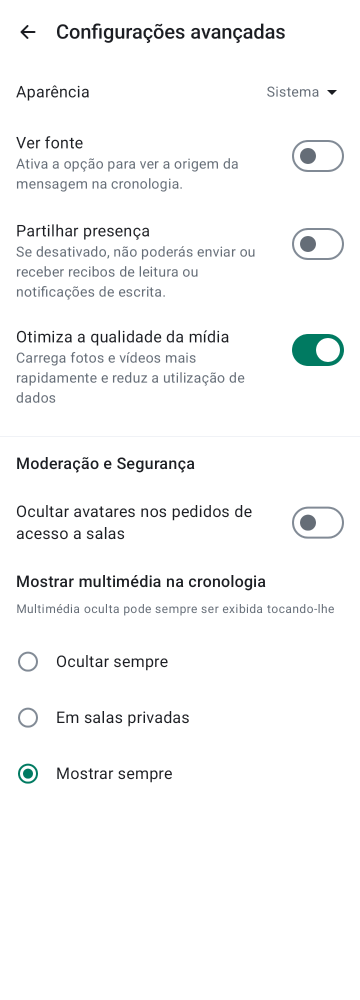 Configurações avançadas
Aparência
Sistema
Ver fonte
Ativa a opção para ver a origem da
mensagem na cronologia.
Partilhar presença
Se desativado, não poderás enviar ou
receber recibos de leitura ou
notificações de escrita.
Otimiza a qualidade da mídia
Carrega fotos e vídeos mais
rapidamente e reduz a utilização de
dados
Moderação e Segurança
Ocultar avatares nos pedidos de
acesso a salas
Mostrar multimédia na cronologia
Multimédia oculta pode sempre ser exibida tocando-lhe
Ocultar sempre
Em salas privadas
Mostrar sempre